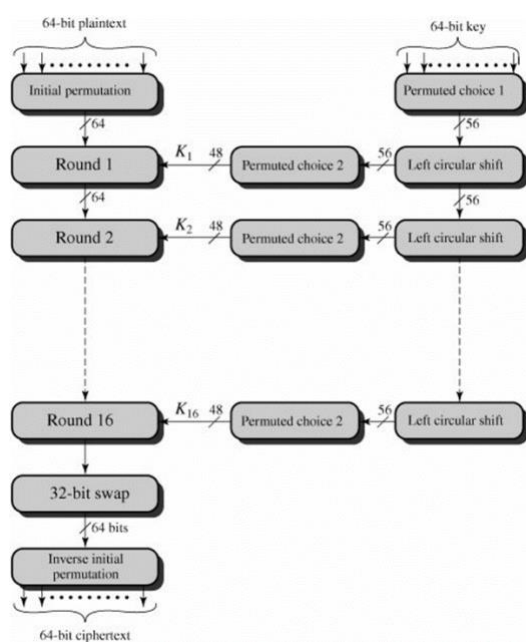 64-bit plaintext
64-bit key
Initial permutation
Permuted choice 1
64
56
Round 1
K1
48
Permuted choice 2
56
Left circular shift
64
56
Round 2
K2
48
Permuted choice 2
56
Left circular shift
Round 16
K16
48
Permuted choice 2
56
Left circular shift
32-bit swap
64 bits
Inverse initial
permutation
64-bit ciphertext